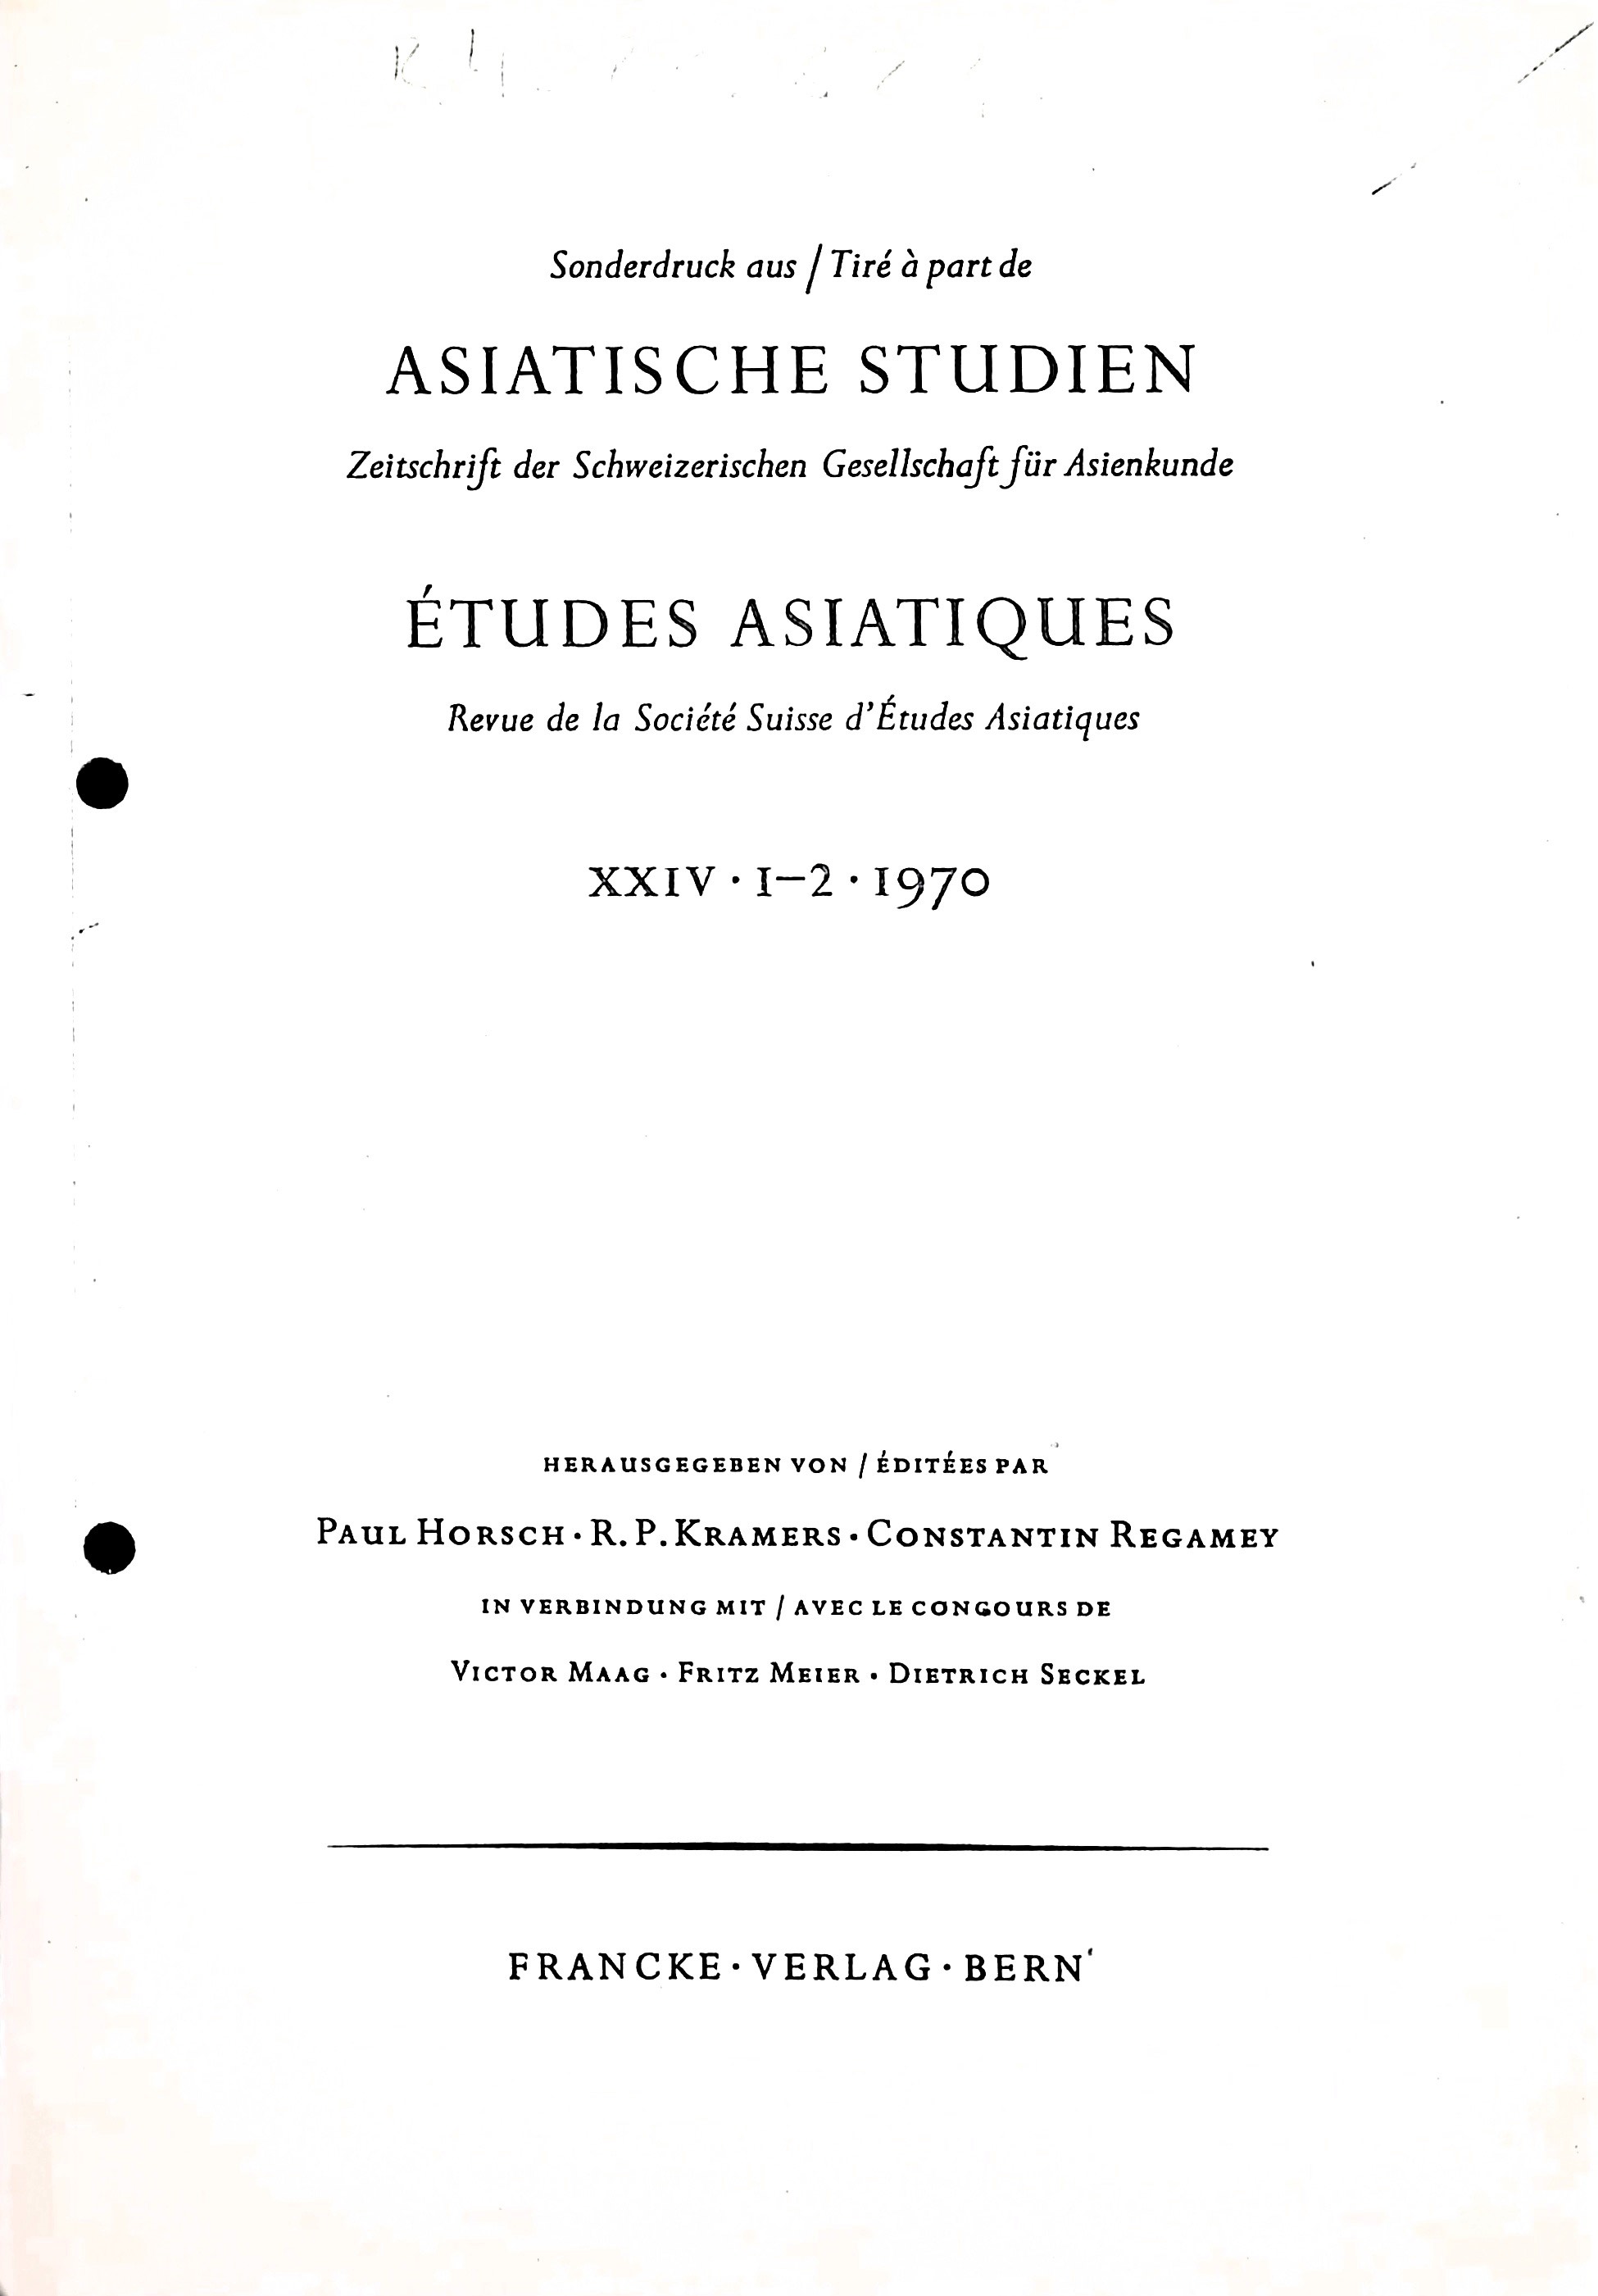 Sonderdruck aus / Tiré à part de
ASIATISCHE STUDIEN
Zeitschrift der Schweizerischen Gesellschaft für Asienkunde
ÉTUDES ASIATIQUES
Revue de la Société Suisse d'Études Asiatiques
XXIV · 1–2 · 1970
HERAUSGEGEBEN VON / ÉDITÉES PAR
PAUL HORSCH · R. P. KRAMERS · CONSTANTIN REGAMEY
IN VERBINDUNG MIT / AVEC LE CONCOURS DE
VICTOR MAAG · FRITZ MEIER · DIETRICH SECKEL
FRANCKE · VERLAG · BERN